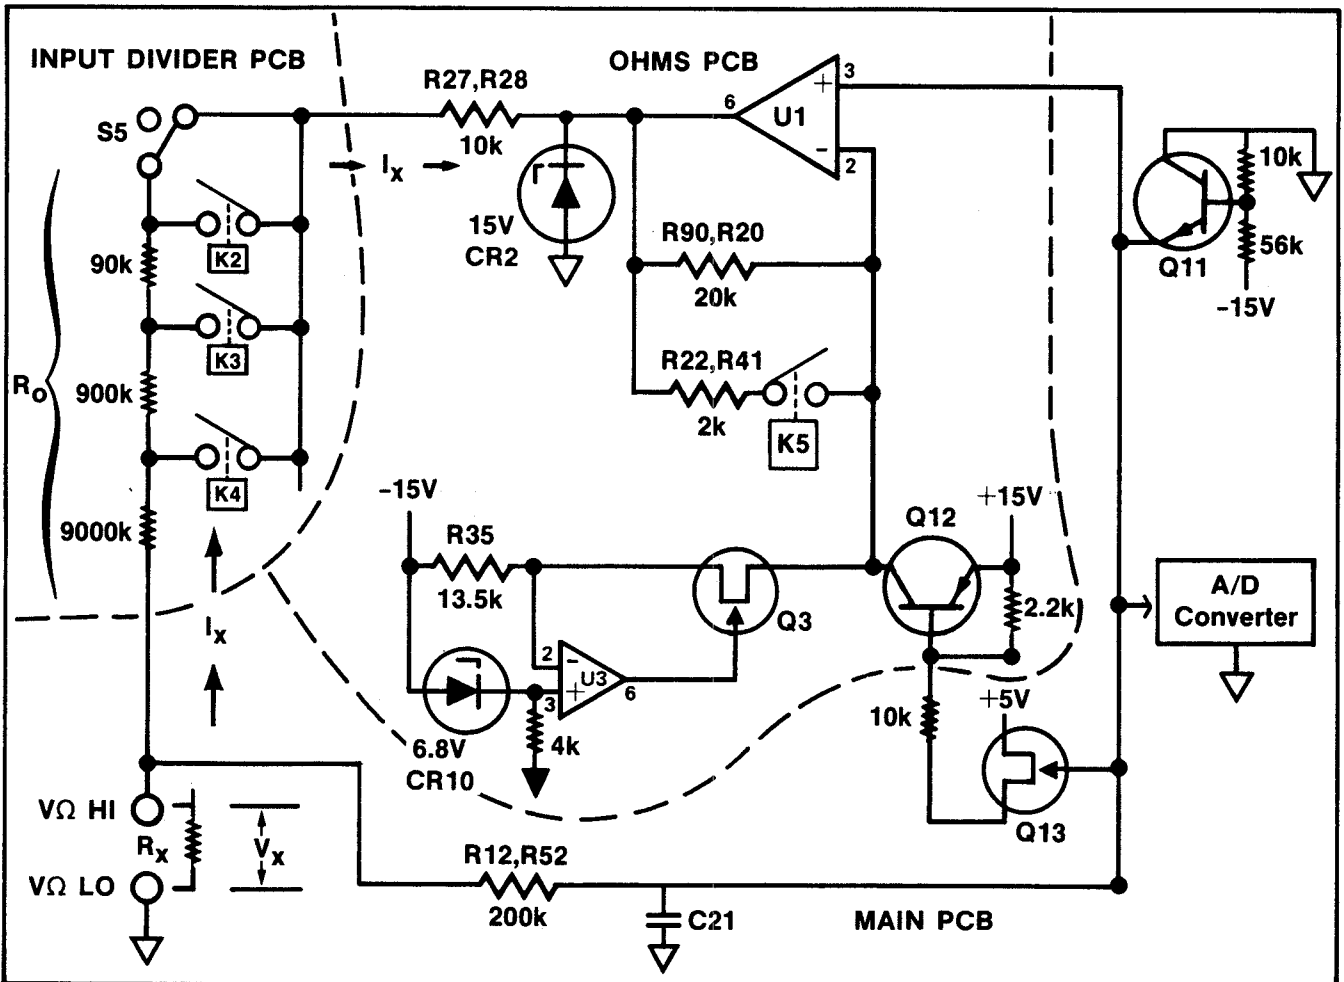 INPUT DIVIDER PCB
OHMS PCB
S5
R27,R28
10k
Ix
15V
CR2
6
U1
+
3
−
2
R90,R20
20k
R22,R41
2k
K5
10k
56k
−15V
Q11
Ro
90k
K2
900k
K3
9000k
K4
Ix
−15V
R35
13.5k
Q3
Q12
+15V
2.2k
A/D
Converter
2
−
+
3
U3
6
6.8V
CR10
4k
10k
+5V
Q13
VΩ HI
Rx
Vx
VΩ LO
R12,R52
200k
C21
MAIN PCB